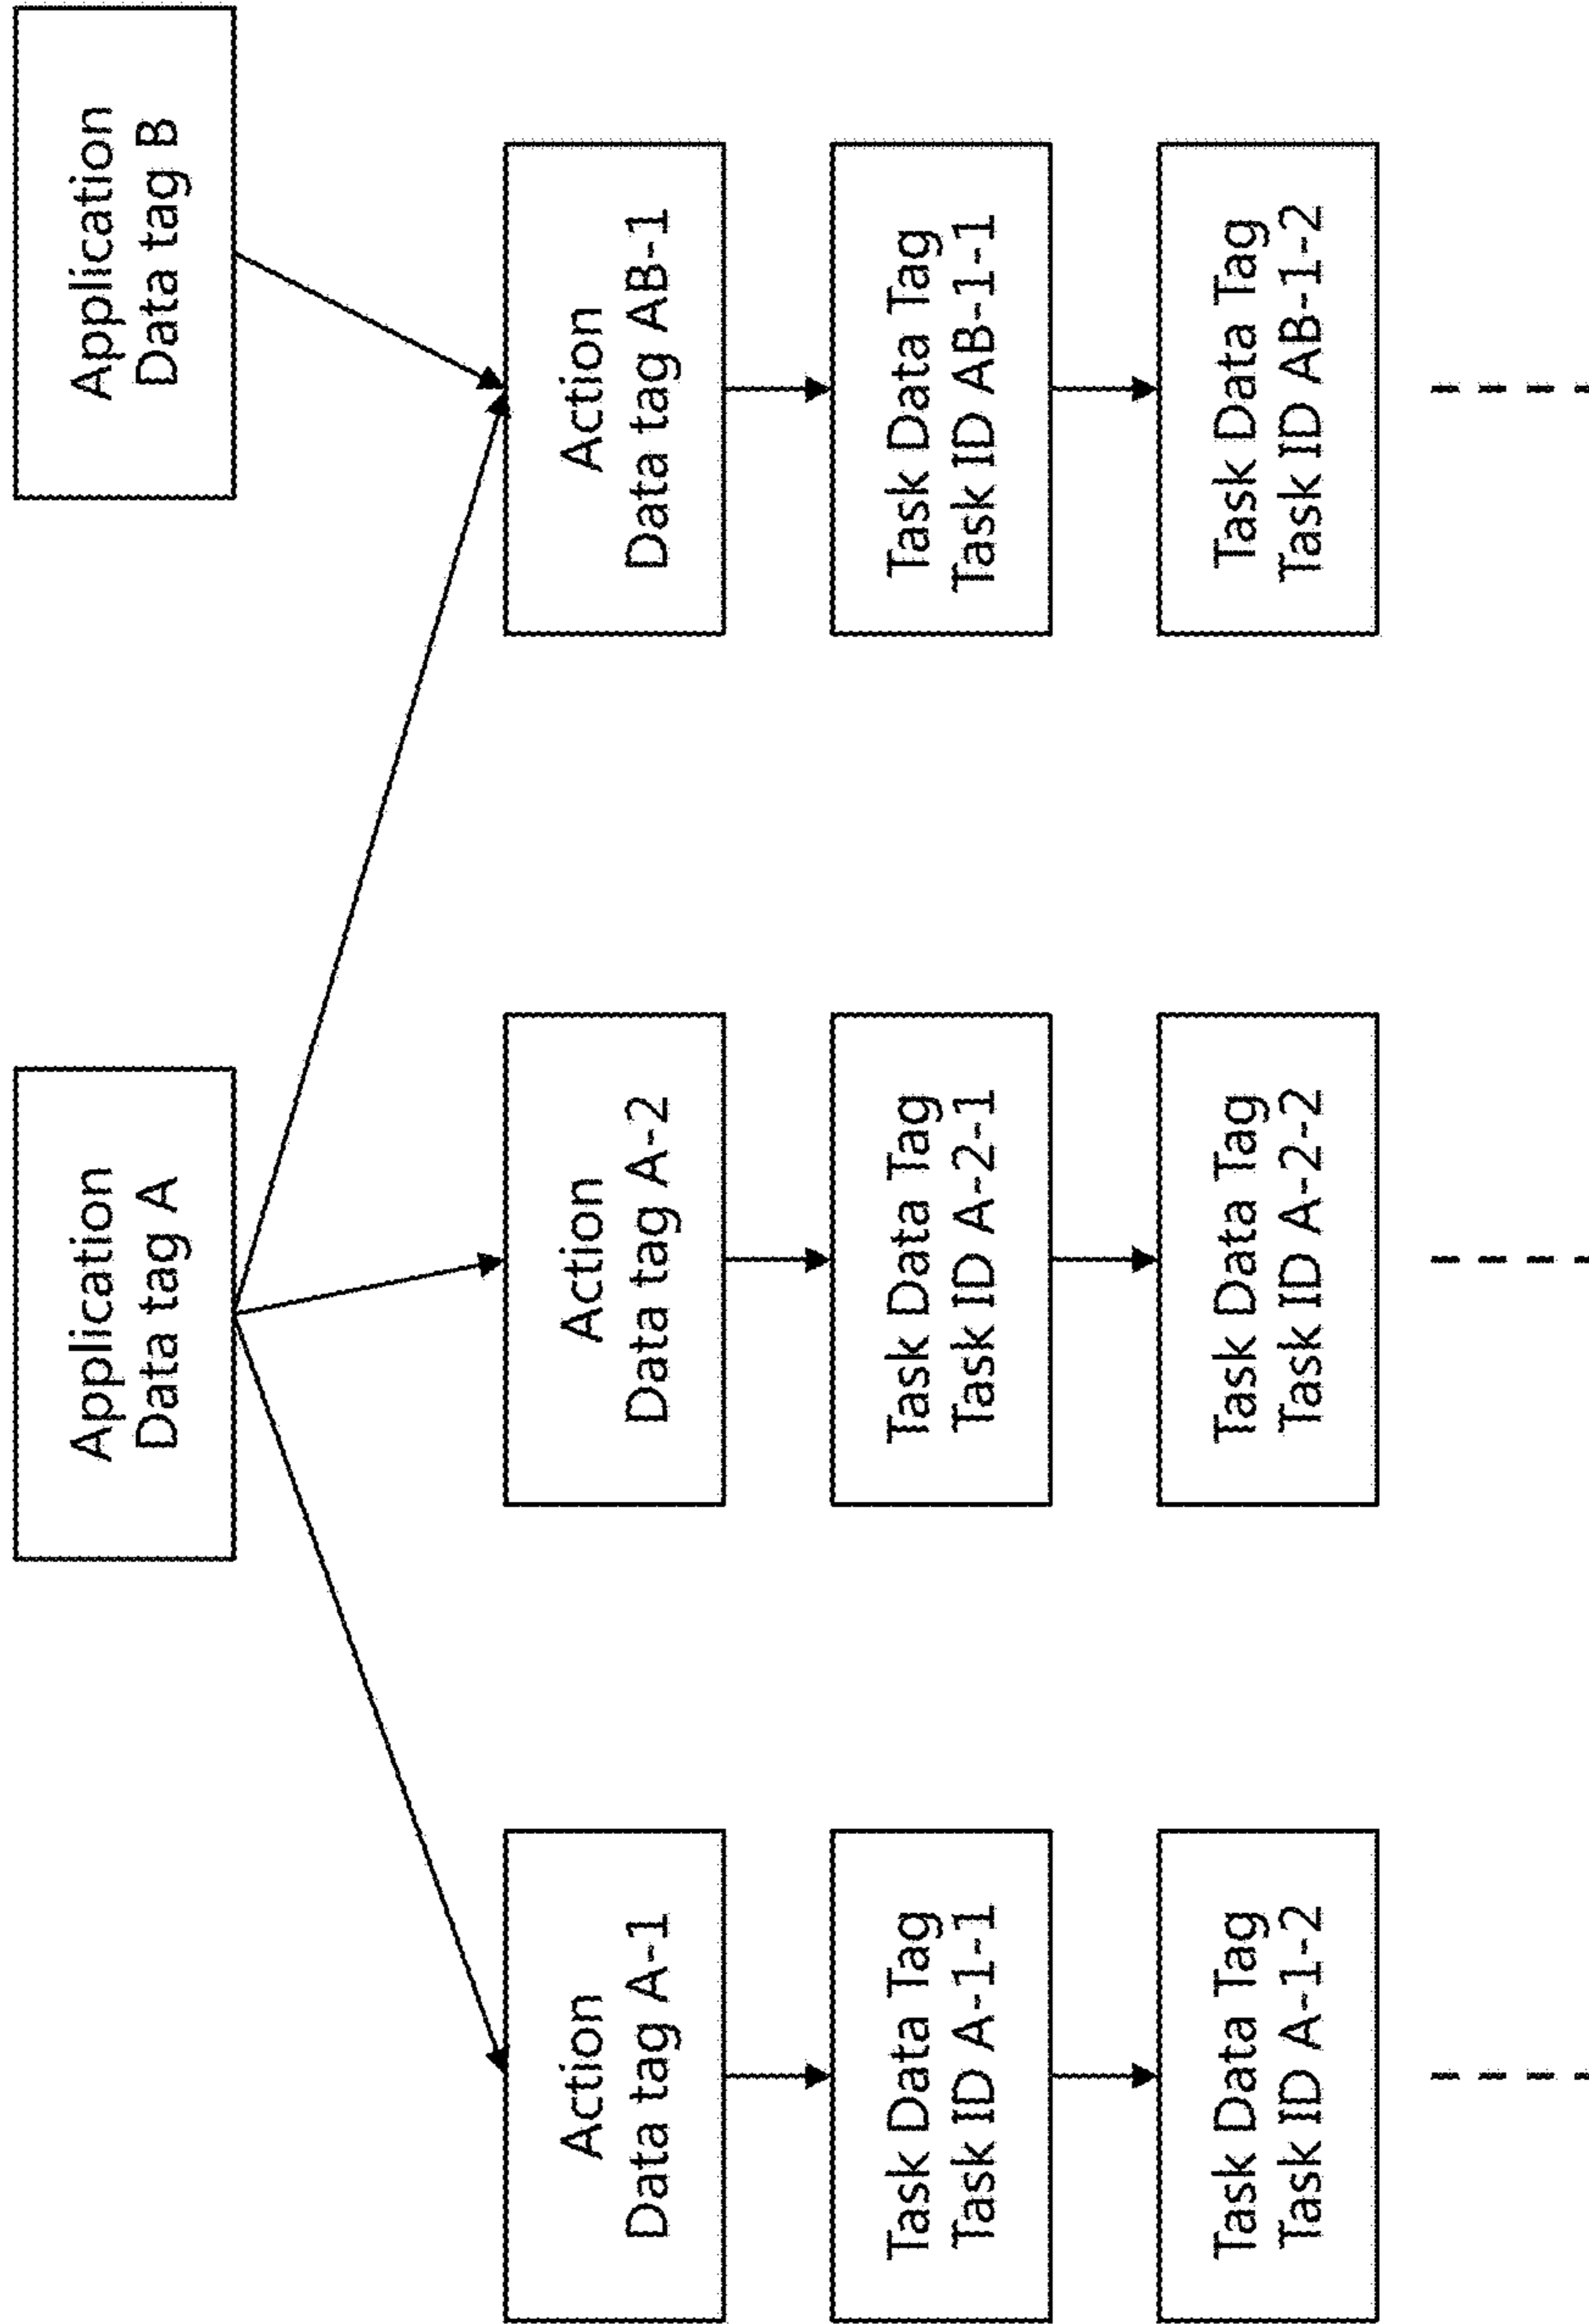 Application
Data tag A
Application
Data tag B
Action
Data tag A-1
Action
Data tag A-2
Action
Data tag AB-1
Task Data Tag
Task ID A-1-1
Task Data Tag
Task ID A-2-1
Task Data Tag
Task ID AB-1-1
Task Data Tag
Task ID A-1-2
Task Data Tag
Task ID A-2-2
Task Data Tag
Task ID AB-1-2